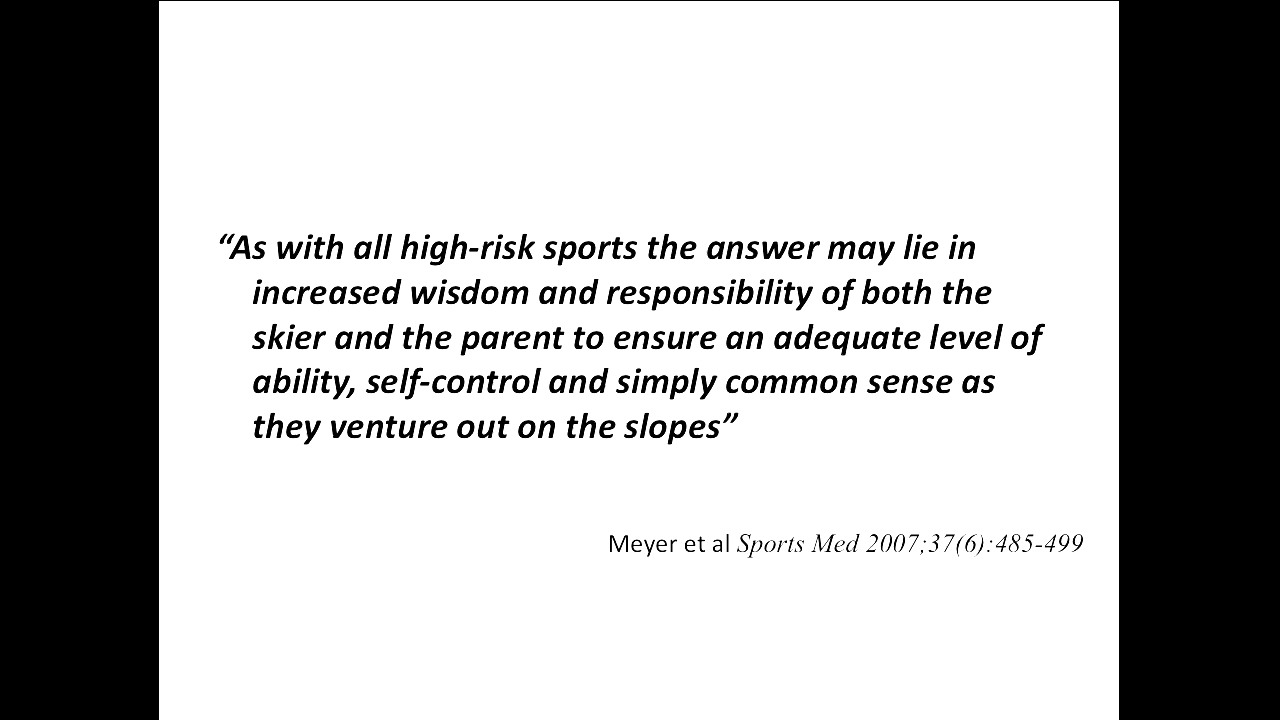 “As with all high-risk sports the answer may lie in
increased wisdom and responsibility of both the
skier and the parent to ensure an adequate level of
ability, self-control and simply common sense as
they venture out on the slopes”
Meyer et al Sports Med 2007;37(6):485-499